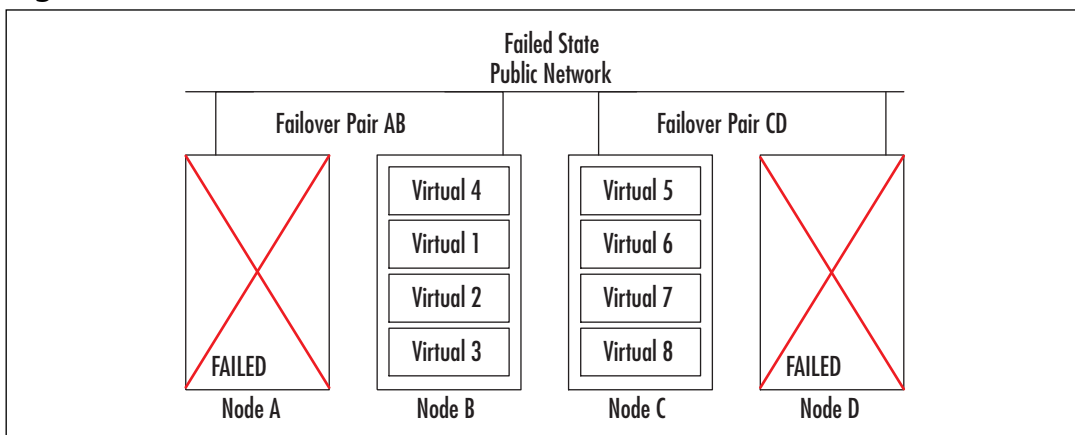 Failed State
Public Network
Failover Pair AB
Failover Pair CD
Virtual 4
Virtual 1
Virtual 2
Virtual 3
Virtual 5
Virtual 6
Virtual 7
Virtual 8
FAILED
FAILED
Node A
Node B
Node C
Node D